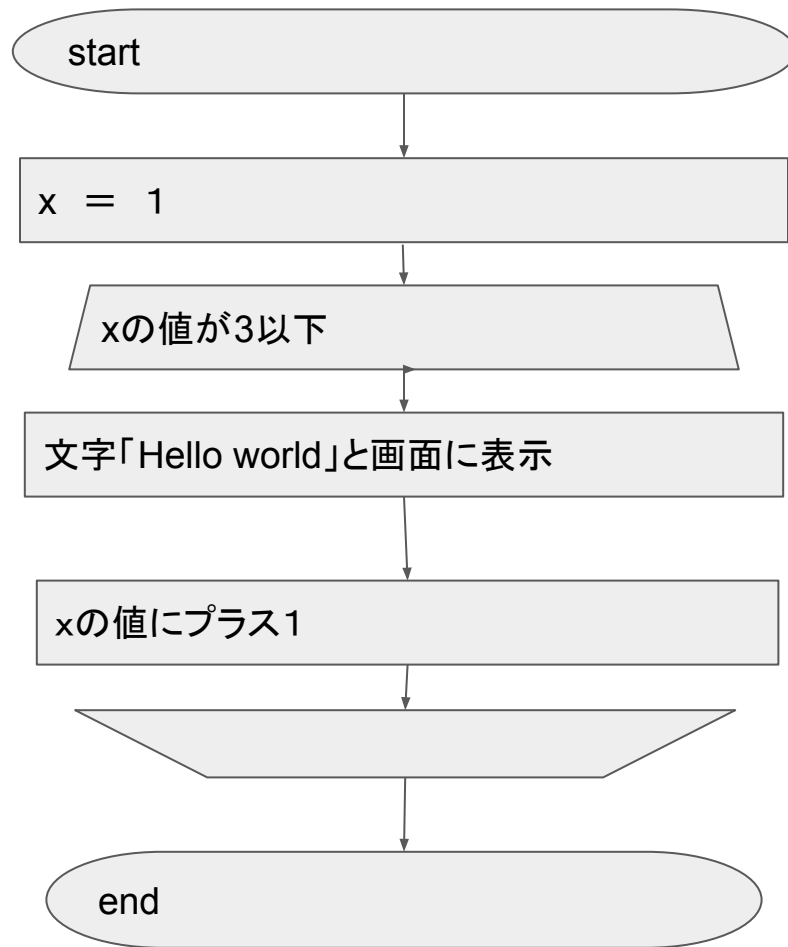 start
x ＝ 1
xの値が3以下
文字「Hello world」と画面に表示
xの値にプラス１
end